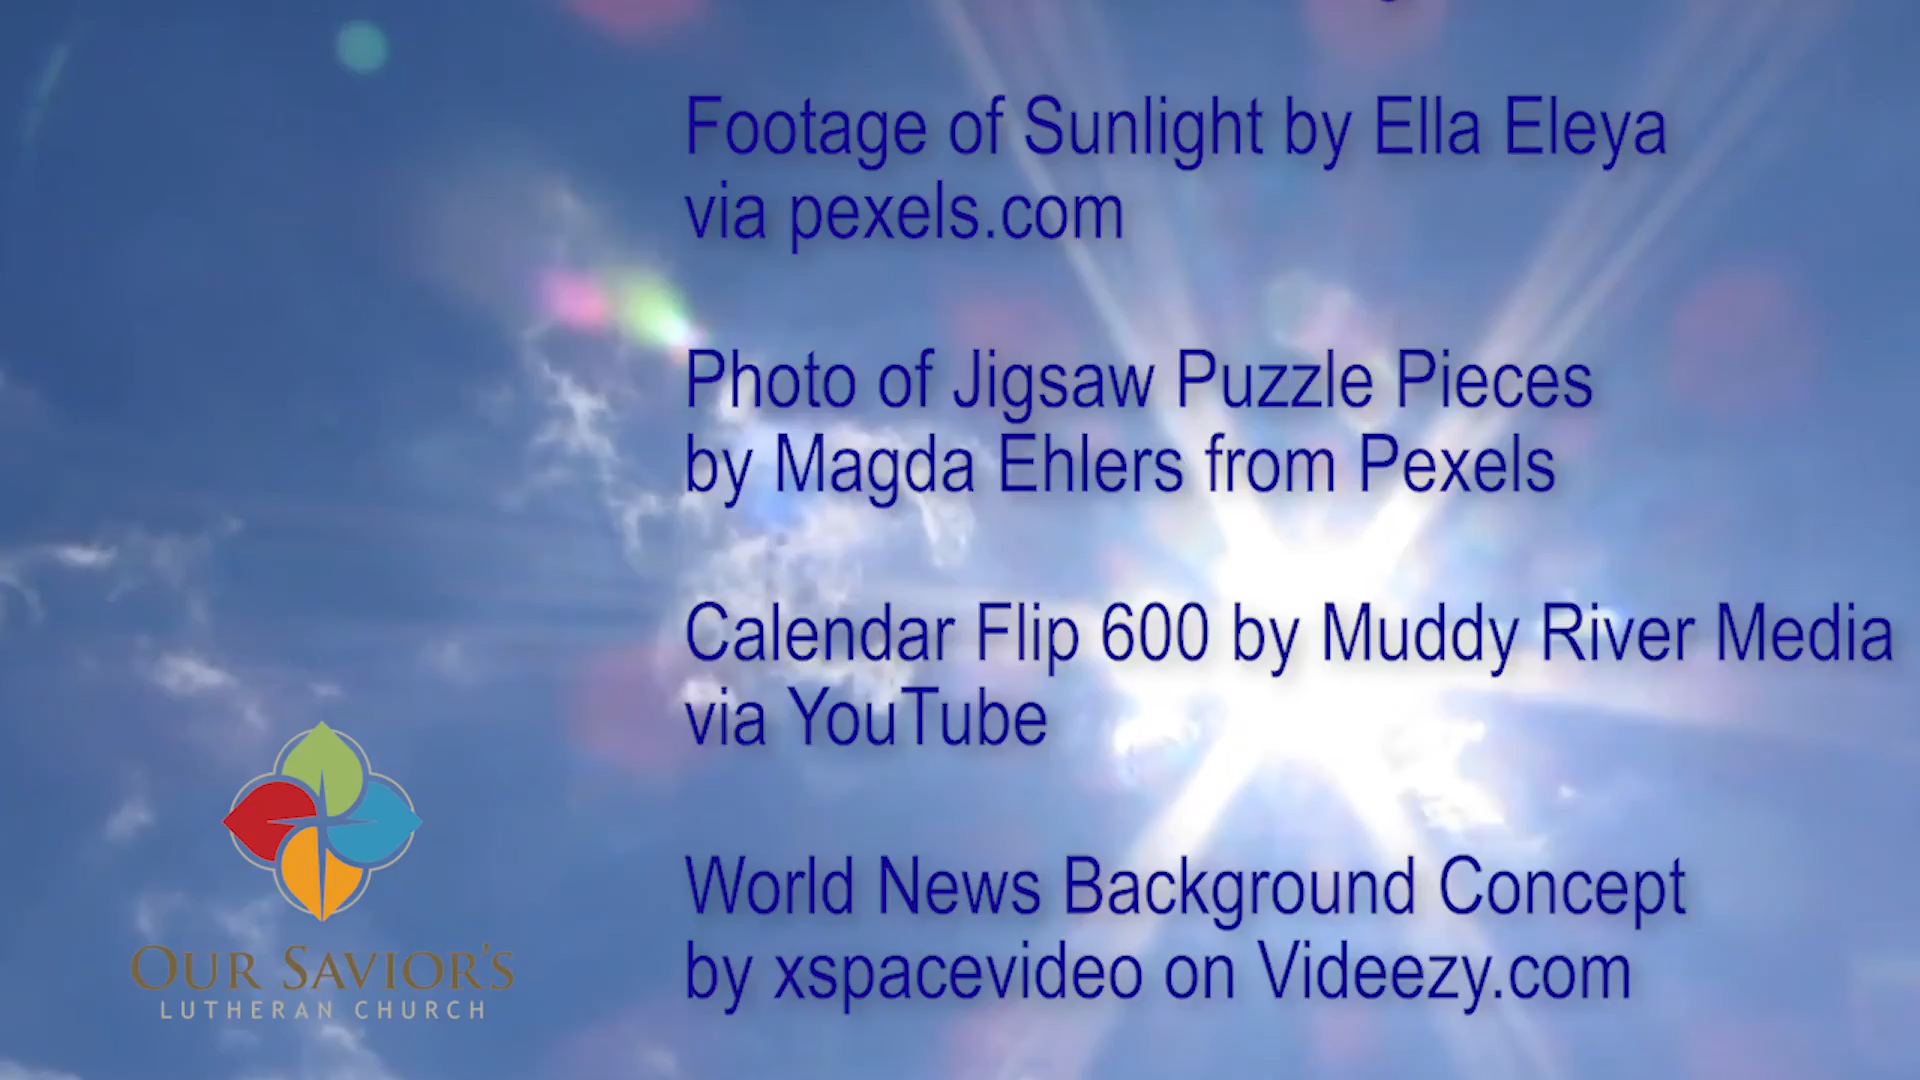 Footage of Sunlight by Ella Eleya
via pexels.com
Photo of Jigsaw Puzzle Pieces
by Magda Ehlers from Pexels
Calendar Flip 600 by Muddy River Media
via YouTube
World News Background Concept
by xspacevideo on Videezy.com
OUR SAVIOR'S
LUTHERAN CHURCH